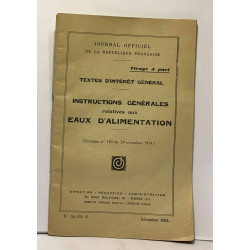 JOURNAL OFFICIEL
DE LA RÉPUBLIQUE FRANÇAISE
Tirage à part
TEXTES D'INTÉRÊT GÉNÉRAL
INSTRUCTIONS GÉNÉRALES
relatives aux
EAUX D'ALIMENTATION
DIRECTION - RÉDACTION - ADMINISTRATION
Décembre 1954.